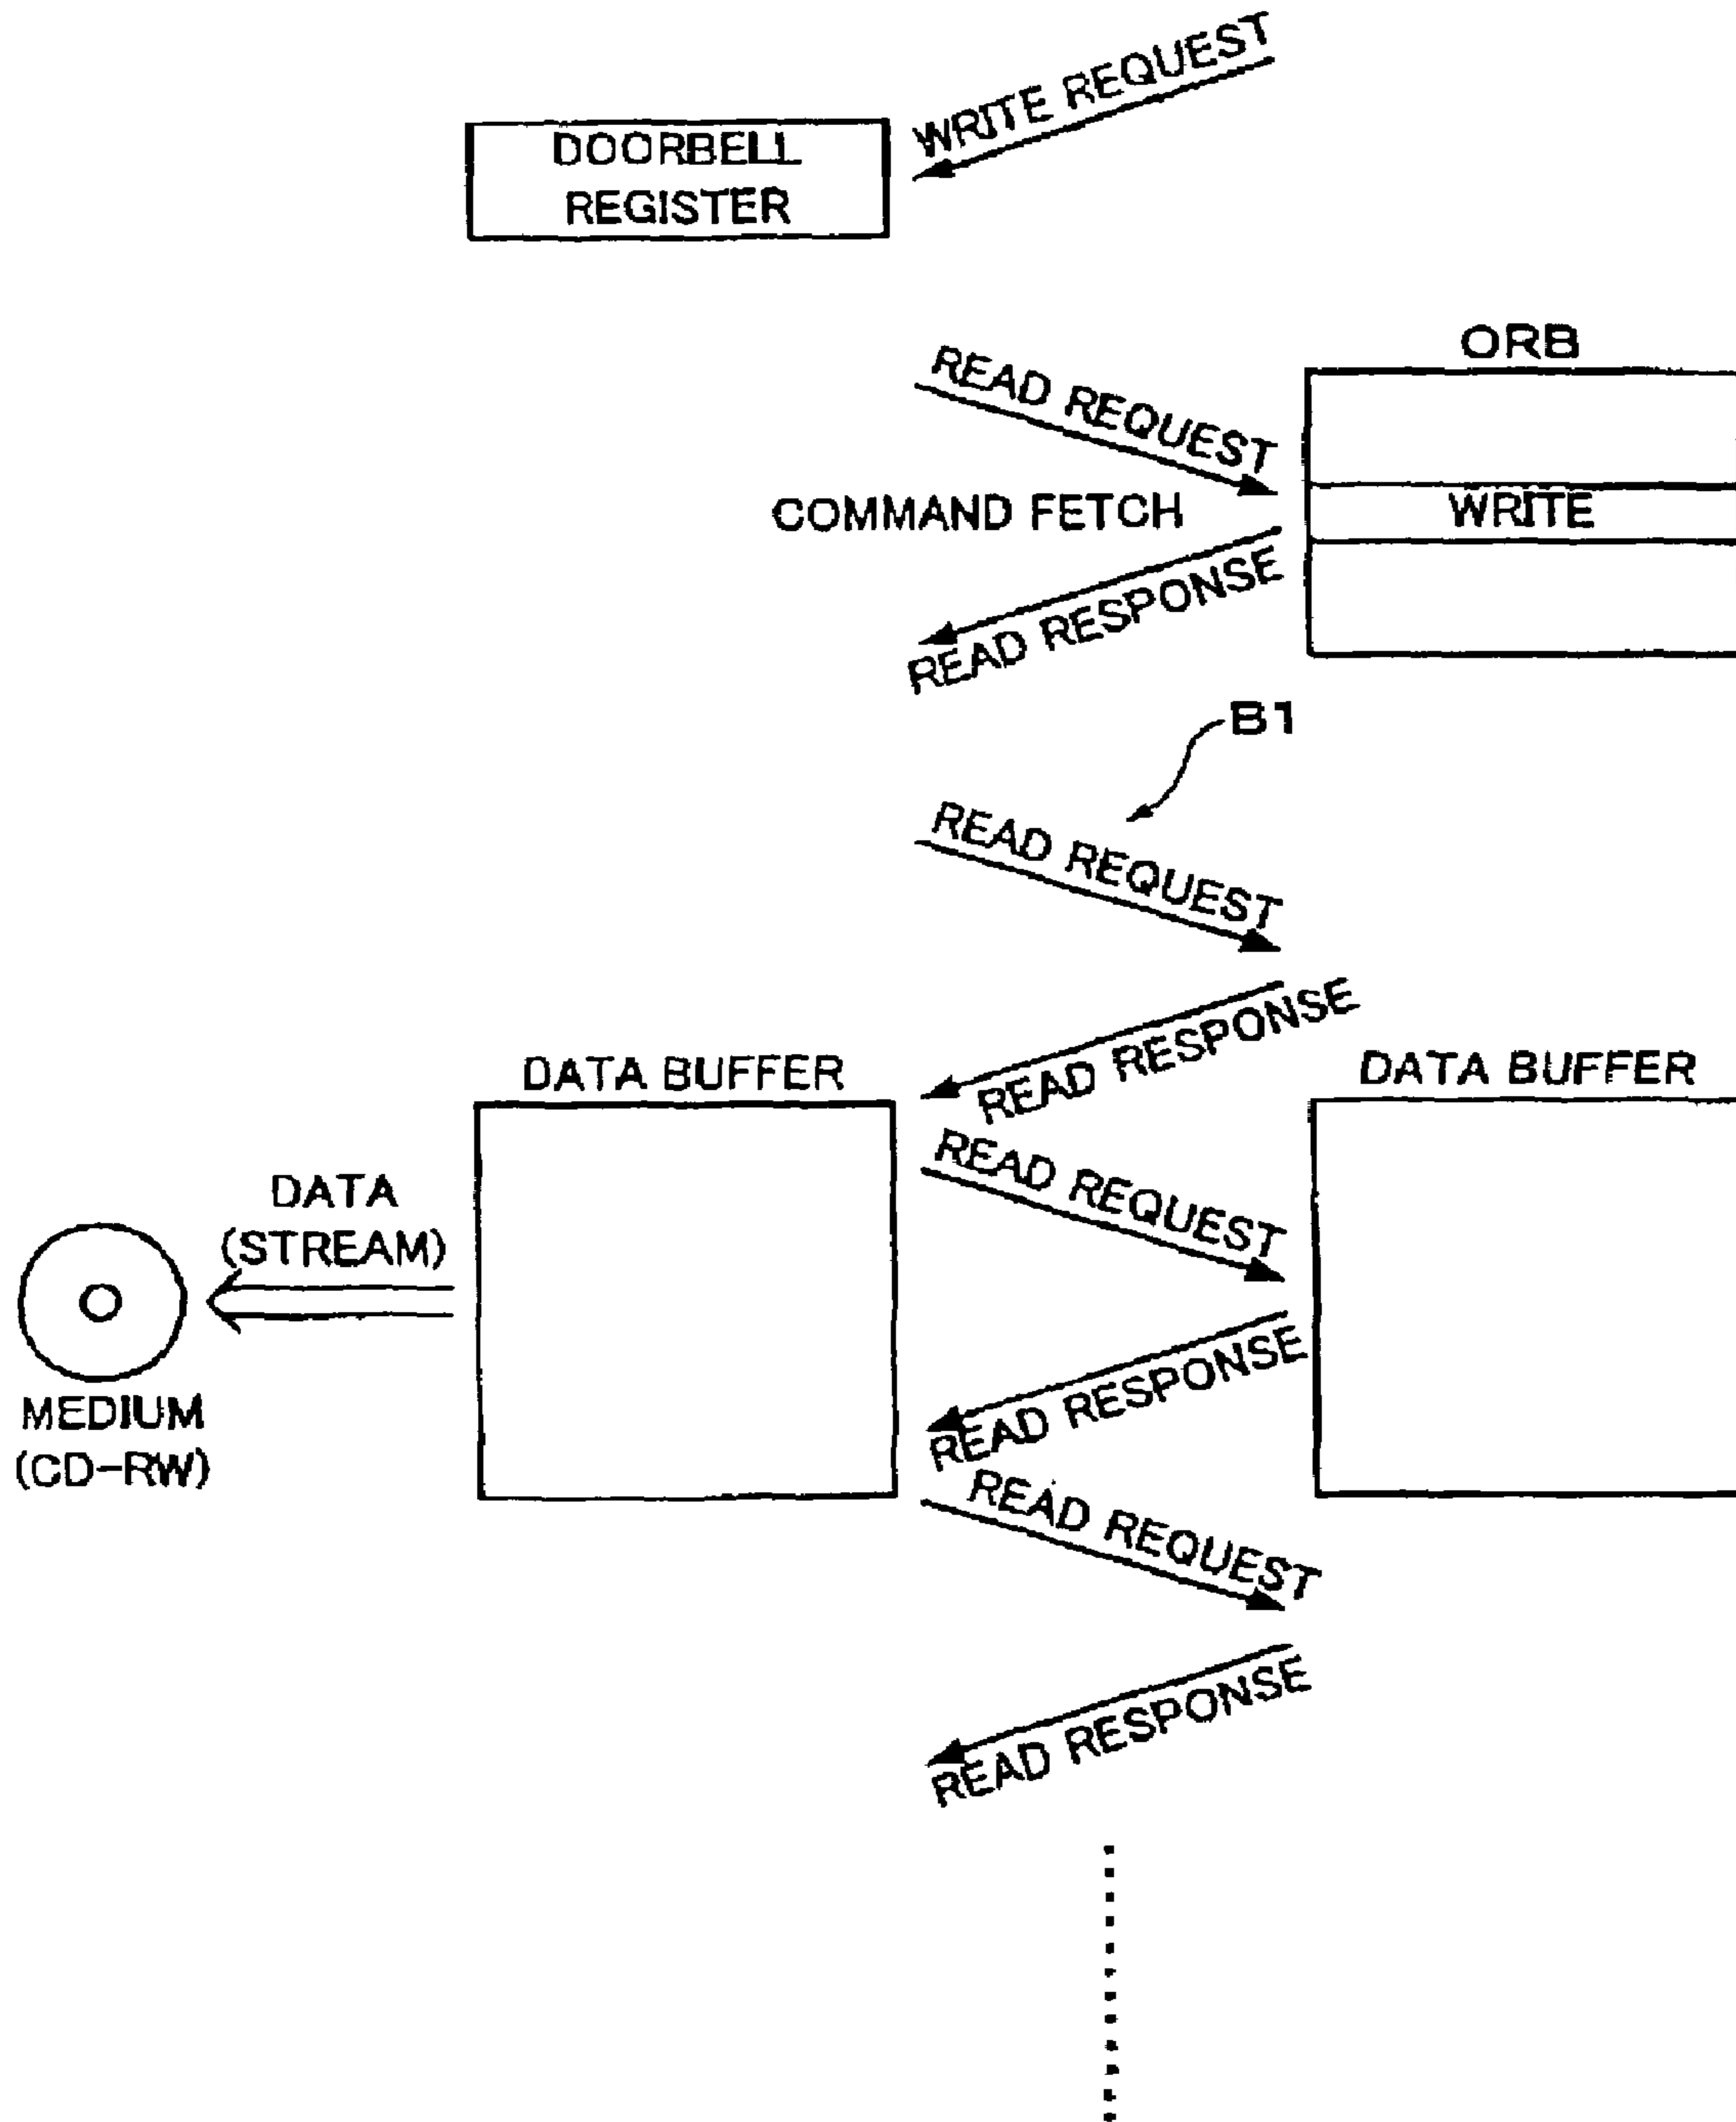 WRITE REQUEST
DOORBELL
REGISTER
ORB
READ REQUEST
COMMAND FETCH
WRITE
READ RESPONSE
B1
READ REQUEST
READ RESPONSE
DATA BUFFER
DATA BUFFER
READ REQUEST
DATA
(STREAM)
READ RESPONSE
MEDIUM
(CD-RW)
READ REQUEST
READ RESPONSE